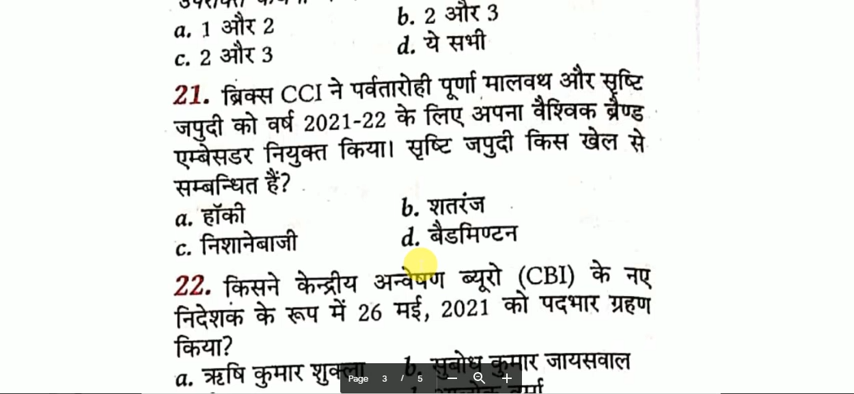 a. 1 और 2 b. 2 और 3
c. 2 और 3 d. ये सभी
21. ब्रिक्स CCI ने पर्वतारोही पूर्णा मालवथ और सृष्टि
जपुदी को वर्ष 2021-22 के लिए अपना वैश्विक ब्रैण्ड
एम्बेसडर नियुक्त किया। सृष्टि जपुदी किस खेल से
सम्बन्धित हैं?
a. हॉकी b. शतरंज
c. निशानेबाजी d. बैडमिण्टन
22. किसने केन्द्रीय अन्वेषण ब्यूरो (CBI) के नए
निदेशक के रूप में 26 मई, 2021 को पदभार ग्रहण
किया?
a. ऋषि कुमार शुक्ला b. सुबोध कुमार जायसवाल
Page 3 / 5